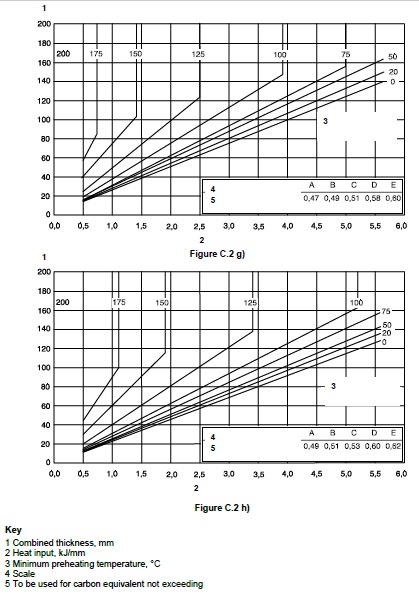 1
200
180
200 175 150 125 100 75 50
160
20
140
0
120
100
3
80
60
40
4 A B C D E
20
5 0,47 0,49 0,51 0,58 0,60
0
0,0 0,5 1,0 1,5 2,0 2,5 3,0 3,5 4,0 4,5 5,0 5,5 6,0
2
Figure C.2 g)
1
200
180
200 175 150 125 100
160
75
140
50
20
120
0
100
80
3
60
40
4 A B C D E
20
5 0,49 0,51 0,53 0,60 0,62
0
0,0 0,5 1,0 1,5 2,0 2,5 3,0 3,5 4,0 4,5 5,0 5,5 6,0
2
Figure C.2 h)
Key
1 Combined thickness, mm
2 Heat input, kJ/mm
3 Minimum preheating temperature, °C
4 Scale
5 To be used for carbon equivalent not exceeding